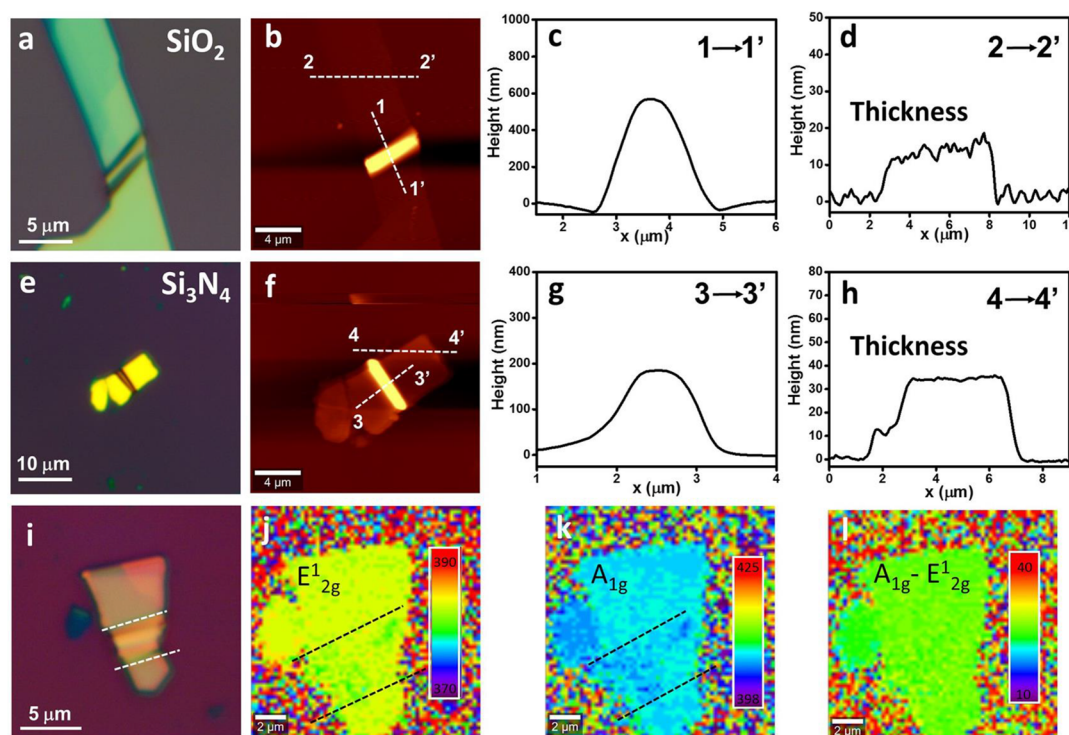 a
SiO2
5 μm
b
2
2'
1
1'
4 μm
c
1→1'
Height (nm)
1000
800
600
400
200
0
2
3
4
5
6
x (μm)
d
2→2'
Thickness
Height (nm)
50
40
30
20
10
0
0
2
4
6
8
10
12
x (μm)
e
Si3N4
10 μm
f
4
4'
3'
3
4 μm
g
3→3'
Height (nm)
400
300
200
100
0
1
2
3
4
x (μm)
h
4→4'
Thickness
Height (nm)
80
70
60
50
40
30
20
10
0
0
2
4
6
8
x (μm)
i
5 μm
j
E¹2g
390
370
2 μm
k
A1g
425
398
2 μm
l
A1g- E¹2g
40
10
2 μm